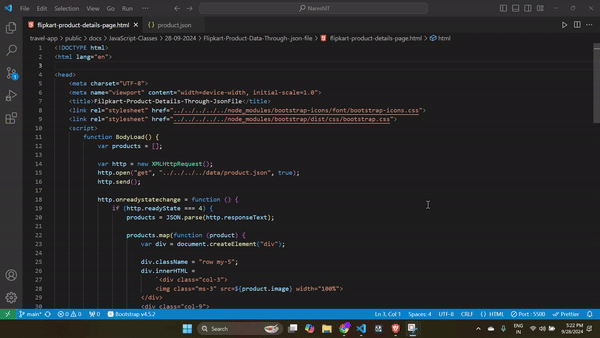 File Edit Selection View Go Run ... NareshIT
flipkart-product-details-page.html product.json
travel-app > public > docs > JavaScript-Classes > 28-09-2024 > Flipkart-Product-Data-Through-.json-file > flipkart-product-details-page.html > html
1 <!DOCTYPE html>
2 <html lang="en">
3
4 <head>
5 <meta charset="UTF-8">
6 <meta name="viewport" content="width=device-width, initial-scale=1.0">
7 <title>Filpkart-Product-Details-Through-JsonFile</title>
8 <link rel="stylesheet" href="../../../../node_modules/bootstrap-icons/font/bootstrap-icons.css">
9 <link rel="stylesheet" href="../../../../node_modules/bootstrap/dist/css/bootstrap.css">
10 <script>
11 function BodyLoad() {
12 var products = [];
13
14 var http = new XMLHttpRequest();
15 http.open("get", "../../../../data/product.json", true);
16 http.send();
17
18 http.onreadystatechange = function () {
19 if (http.readyState === 4) {
20 products = JSON.parse(http.responseText);
21
22 products.map(function (product) {
23 var div = document.createElement("div");
24
25 div.className = "row my-5";
26 div.innerHTML =
27 `<div class="col-3">
28 <img class="ms-3" src=${product.image} width="100%">
29 </div>
30 <div class="col-9">
main* 0 0 0 Bootstrap v4.5.2 Ln 3, Col 1 Spaces: 4 UTF-8 CRLF {} HTML Port : 5500 Prettier
Search ENG IN 5:22 PM 9/28/2024